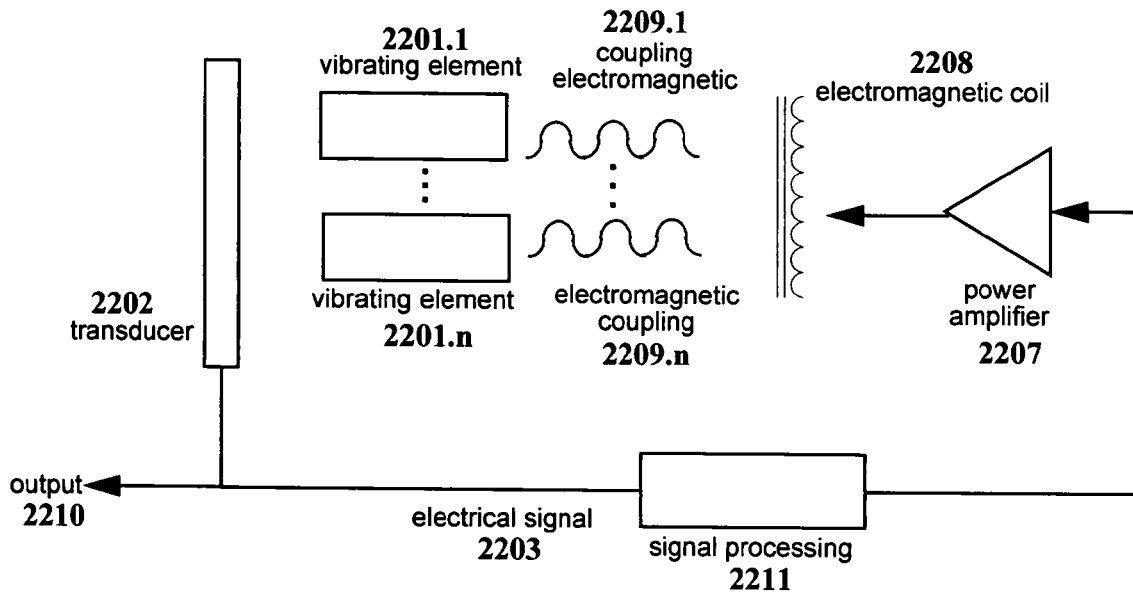 2201.1
vibrating element
2209.1
coupling
electromagnetic
2208
electromagnetic coil
2202
transducer
vibrating element
2201.n
electromagnetic
coupling
2209.n
power
amplifier
2207
output
2210
electrical signal
2203
signal processing
2211